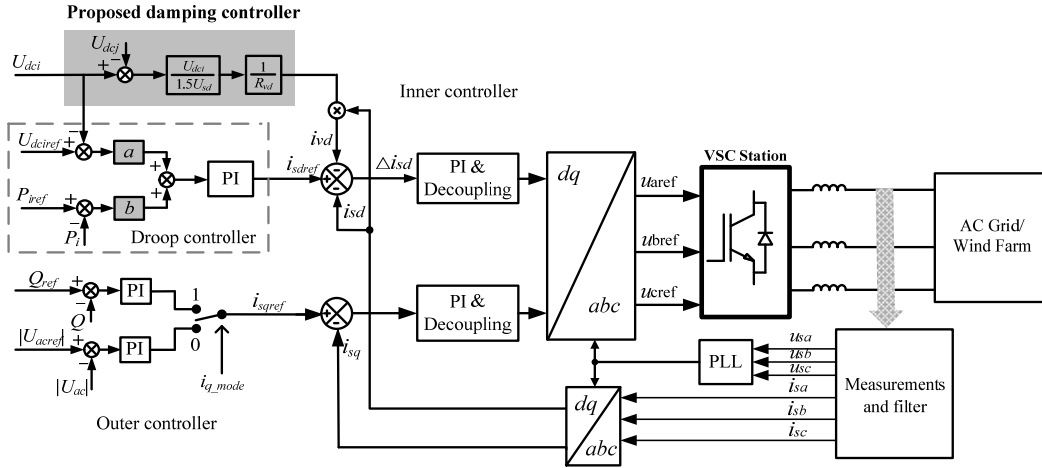 Proposed damping controller
U_dcj
U_dci
+
−
U_dci
1.5U_sd
1
R_vd
Inner controller
U_dciref
+
−
a
+
+
P_iref
+
−
b
P_i
PI
Droop controller
i_sdref
+
−
−
i_vd
i_sd
Δi_sd
PI &
Decoupling
dq
abc
u_aref
u_bref
u_cref
VSC Station
AC Grid/
Wind Farm
Q_ref
+
−
Q
PI
1
0
|U_acref|
+
−
|U_ac|
PI
i_q_mode
i_sqref
+
−
i_sq
PI &
Decoupling
Outer controller
PLL
u_sa
u_sb
u_sc
i_sa
i_sb
i_sc
Measurements
and filter
dq
abc